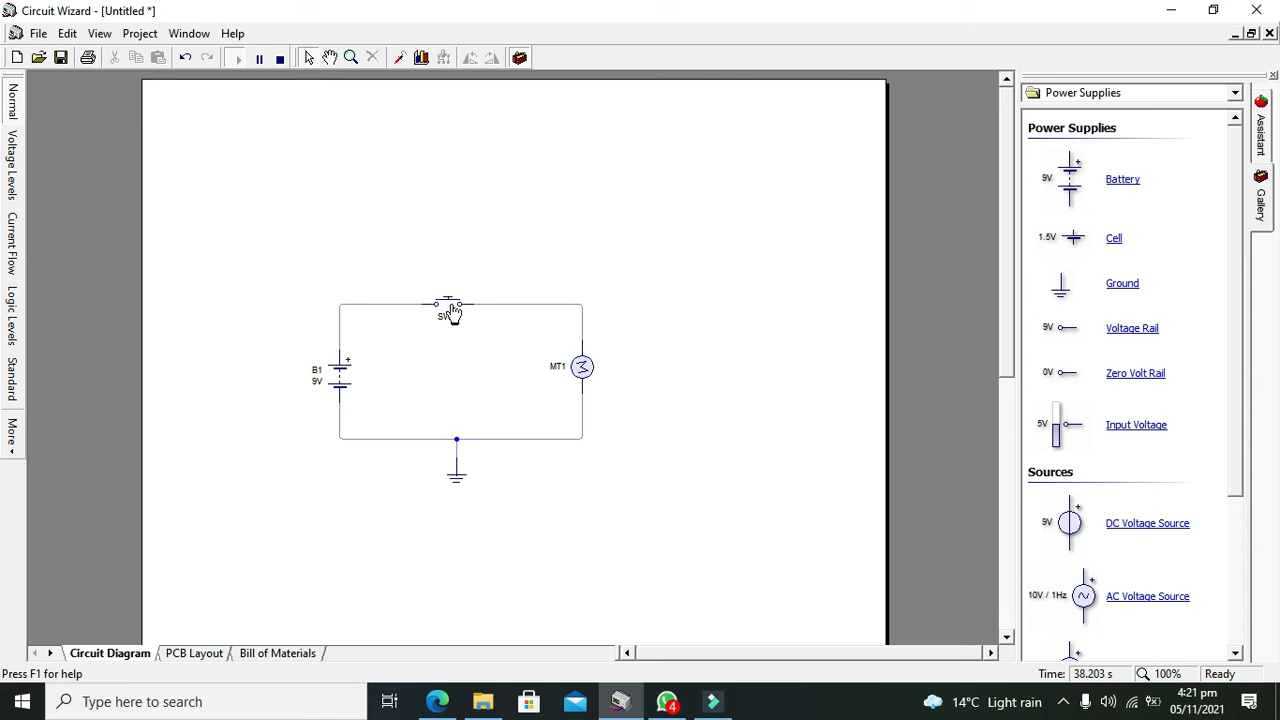 Circuit Wizard - [Untitled *]
File Edit View Project Window Help
Normal
Voltage Levels
Current Flow
Logic Levels
Standard
More
B1
9V
MT1
Power Supplies
Power Supplies
9V Battery
1.5V Cell
Ground
9V Voltage Rail
0V Zero Volt Rail
5V Input Voltage
Sources
9V DC Voltage Source
10V / 1Hz AC Voltage Source
Assistant
Gallery
Circuit Diagram PCB Layout Bill of Materials
Press F1 for help
Time: 38.203 s 100% Ready
Type here to search
4
14°C Light rain
4:21 pm
05/11/2021